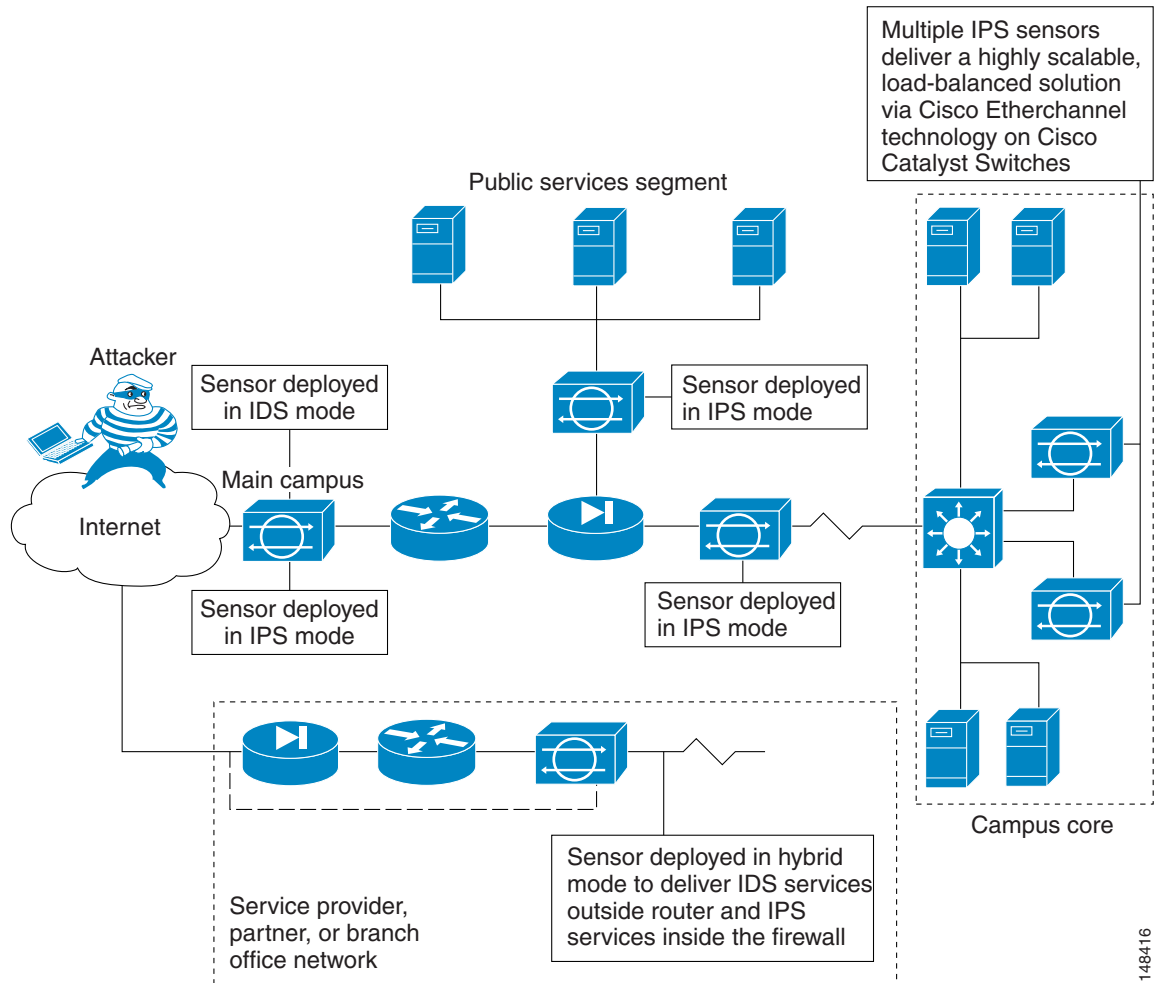 Multiple IPS sensors
deliver a highly scalable,
load-balanced solution
via Cisco Etherchannel
technology on Cisco
Catalyst Switches
Public services segment
Attacker
Sensor deployed
in IDS mode
Sensor deployed
in IPS mode
Main campus
Internet
Sensor deployed
in IPS mode
Sensor deployed
in IPS mode
Campus core
Sensor deployed in hybrid
mode to deliver IDS services
outside router and IPS
services inside the firewall
Service provider,
partner, or branch
office network
148416